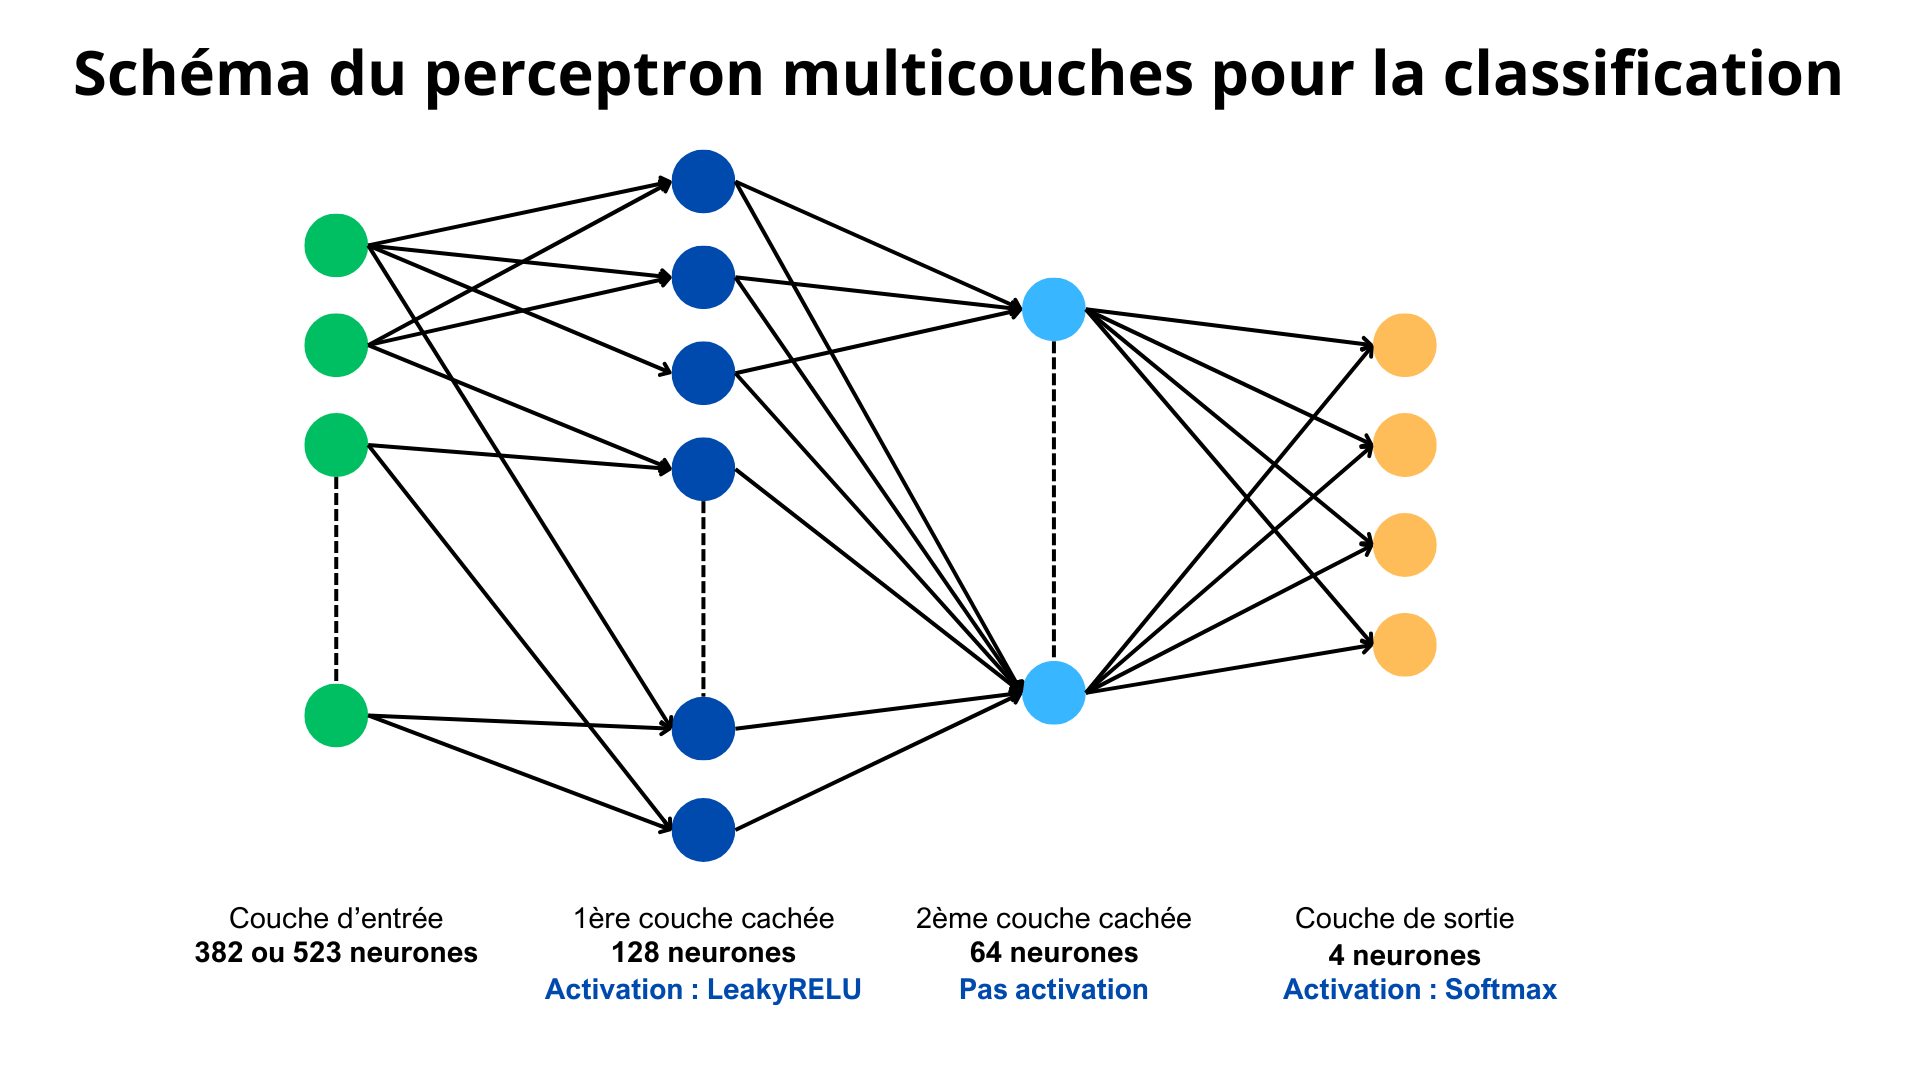 Schéma du perceptron multicouches pour la classification
Couche d’entrée
382 ou 523 neurones
1ère couche cachée
128 neurones
Activation : LeakyRELU
2ème couche cachée
64 neurones
Pas activation
Couche de sortie
4 neurones
Activation : Softmax